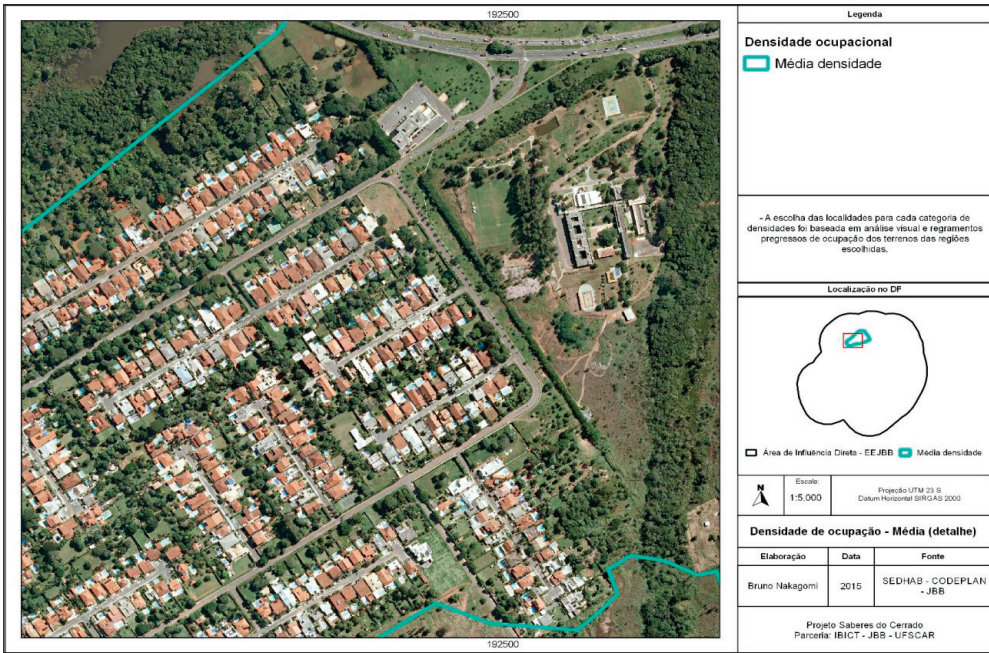 192500
Legenda
Densidade ocupacional
Média densidade
- A escolha das localidades para cada categoria de
densidades foi baseada em análise visual e regramentos
pregressos de ocupação dos terrenos das regiões
escolhidas.
Localização no DF
Área de Influência Direta - EEJBB
Média densidade
N
Escala:
1:5.000
Projeção UTM 23 S
Datum Horizontal SIRGAS 2000
Densidade de ocupação - Média (detalhe)
Elaboração
Data
Fonte
Bruno Nakagomi
2015
SEDHAB - CODEPLAN
- JBB
Projeto Saberes do Cerrado
Parceria: IBICT - JBB - UFSCAR
192500